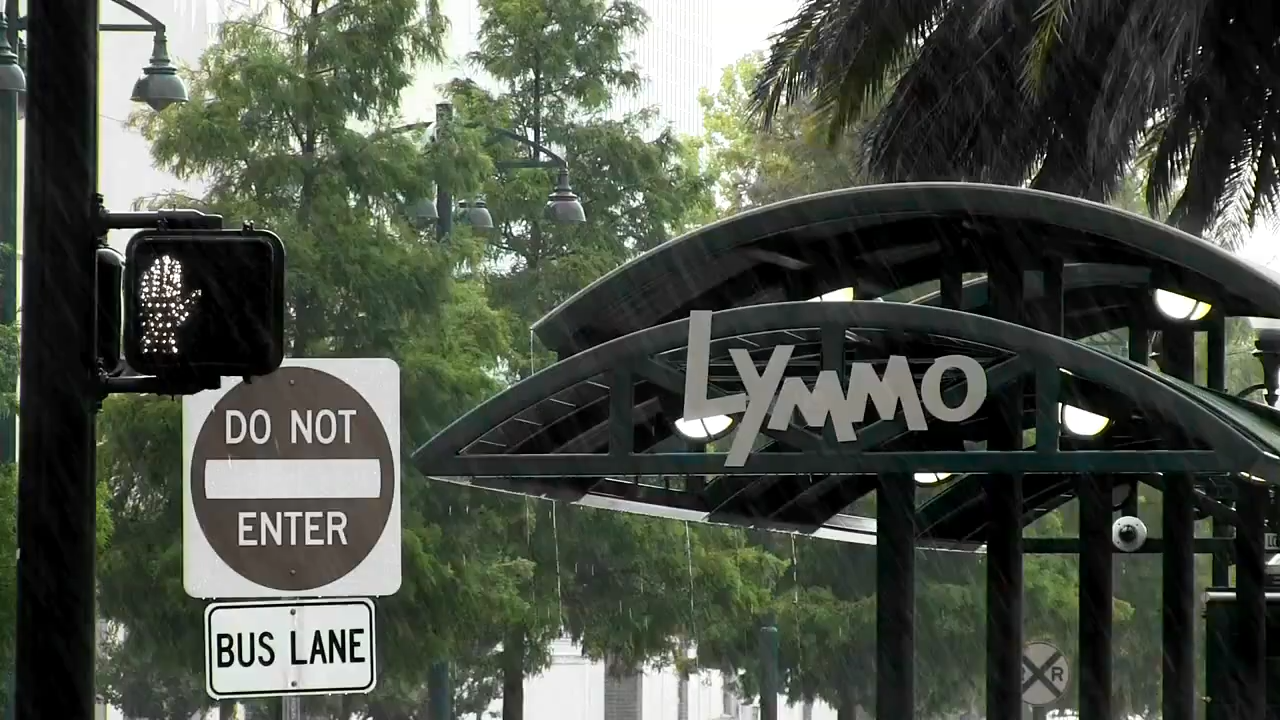 DO NOT
ENTER
BUS LANE
LYMMO
R